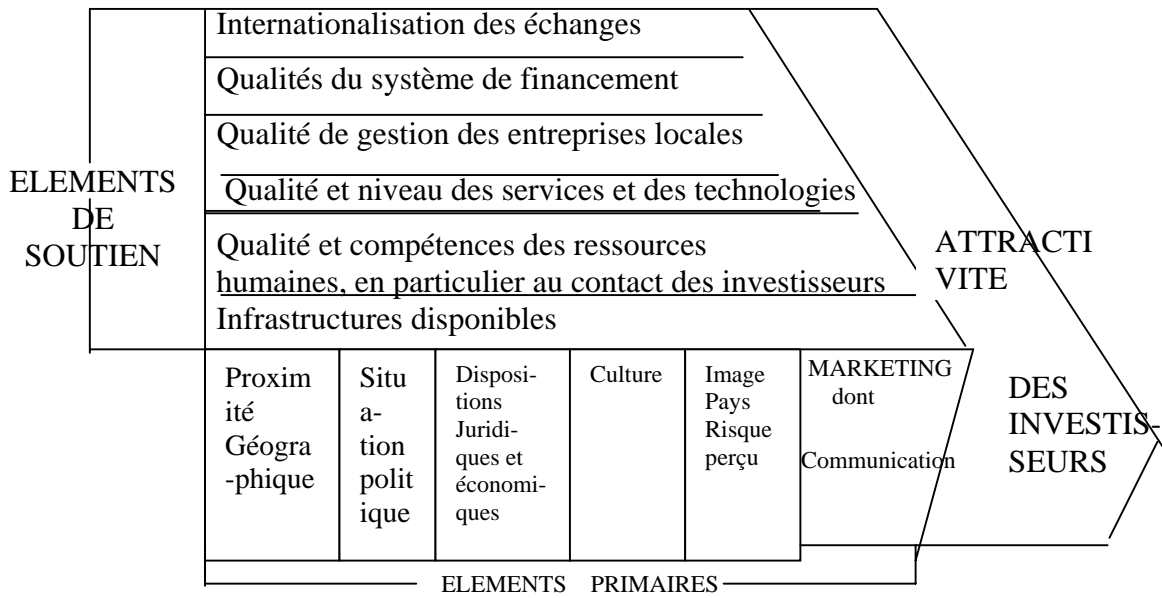 Internationalisation des échanges
Qualités du système de financement
Qualité de gestion des entreprises locales
Qualité et niveau des services et des technologies
Qualité et compétences des ressources
humaines, en particulier au contact des investisseurs
Infrastructures disponibles
ELEMENTS
DE
SOUTIEN
ATTRACTI
VITE
DES
INVESTIS-
SEURS
Proxim
ité
Géogra
-phique
Situ
a-
tion
polit
ique
Disposi-
tions
Juridi-
ques et
économi-
ques
Culture
Image
Pays
Risque
perçu
MARKETING
dont
Communication
ELEMENTS PRIMAIRES